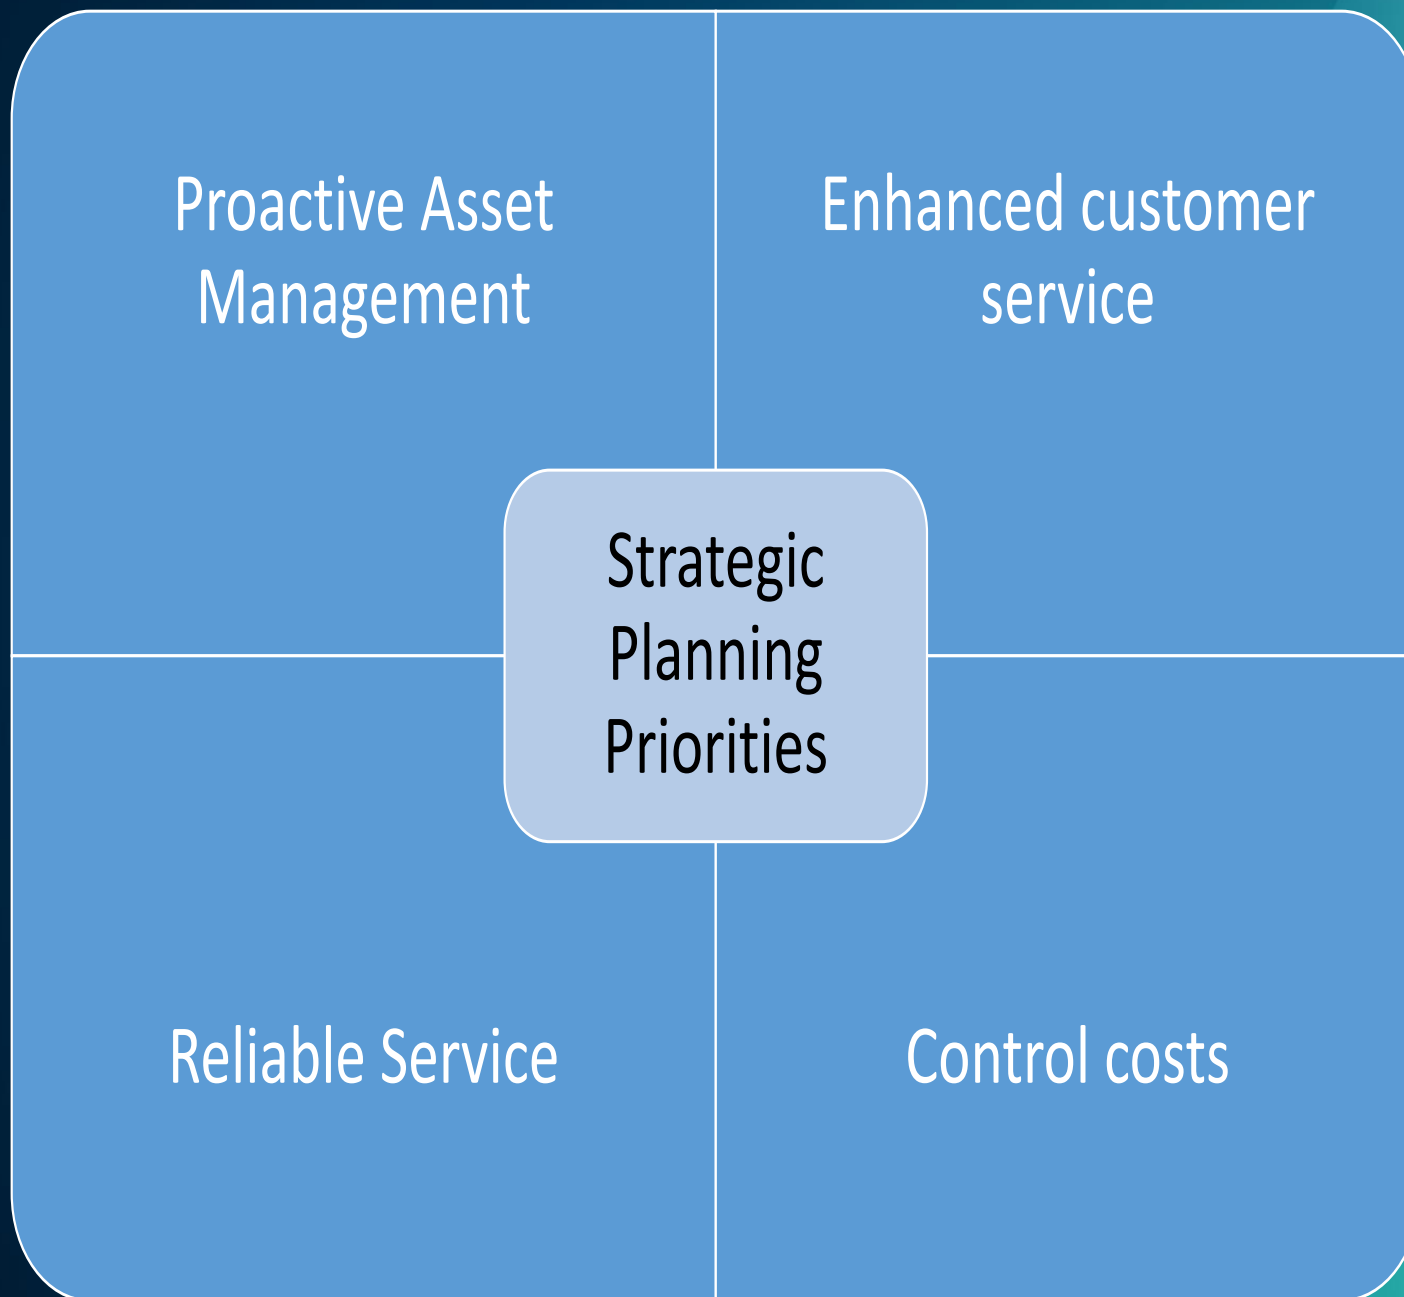 Proactive Asset
Management
Enhanced customer
service
Strategic
Planning
Priorities
Reliable Service
Control costs